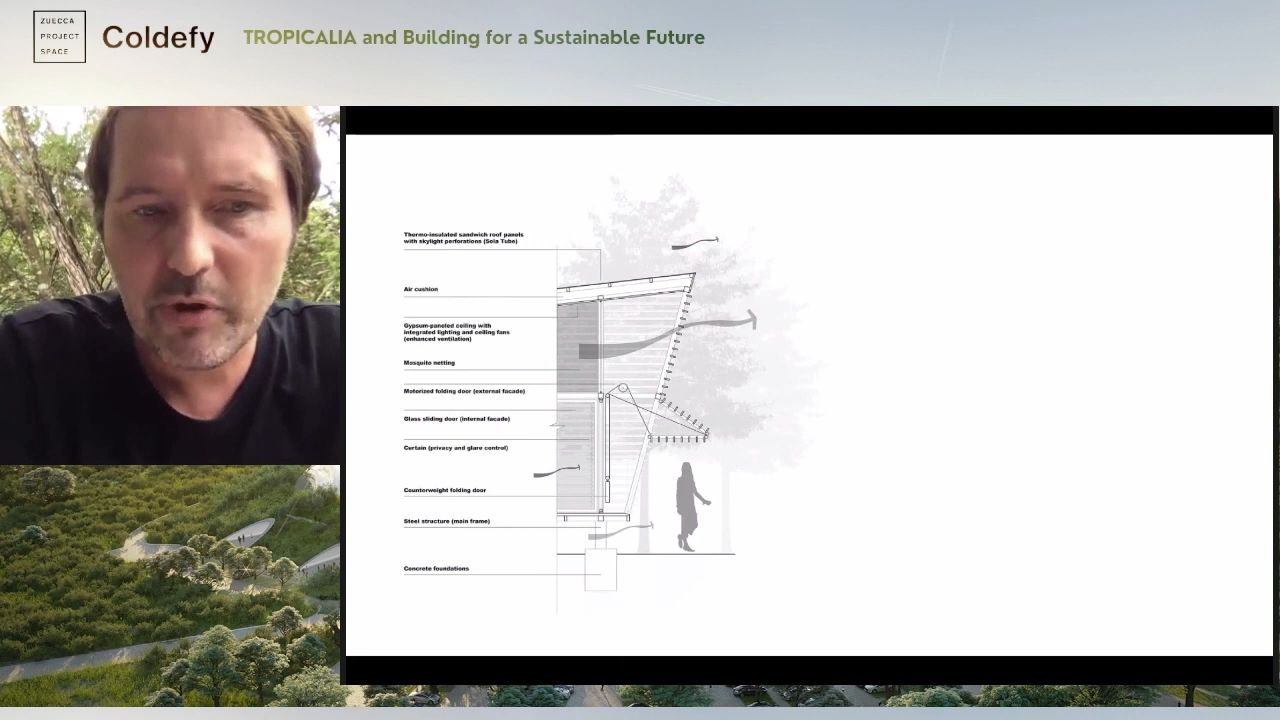 ZUECCA
PROJECT
SPACE
Coldefy
TROPICALIA and Building for a Sustainable Future
Thermo-insulated sandwich roof panels
with skylight perforations (Sola Tube)
Air cushion
Gypsum-paneled ceiling with
integrated lighting and ceiling fans
(enhanced ventilation)
Mosquito netting
Motorized folding door (external facade)
Glass sliding door (internal facade)
Curtain (privacy and glare control)
Counterweight folding door
Steel structure (main frame)
Concrete foundations